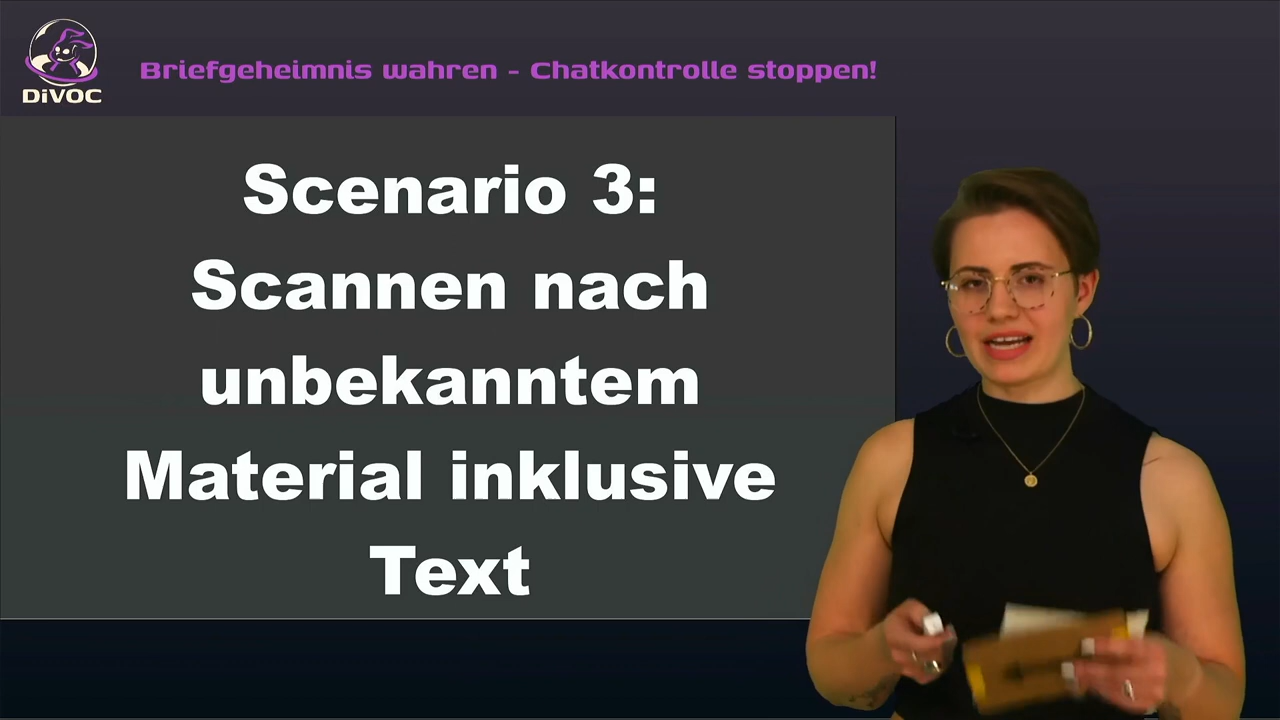 Briefgeheimnis wahren - Chatkontrolle stoppen!
DiVOC
Scenario 3:
Scannen nach
unbekanntem
Material inklusive
Text